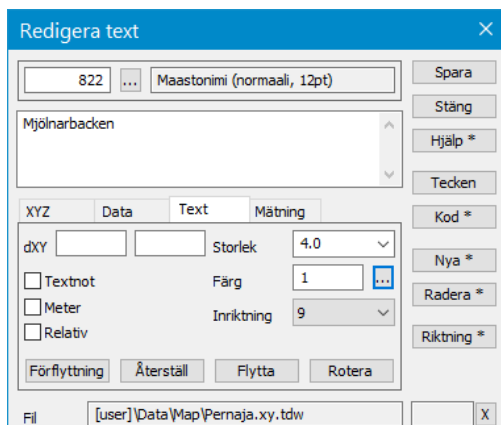 Redigera text
822 ... Maastonimi (normaali, 12pt)
Mjölnarbacken
Spara
Stäng
Hjälp *
Tecken
Kod *
Nya *
Radera *
Riktning *
XYZ Data Text Mätning
dXY Storlek 4.0
Textnot Färg 1 ...
Meter Inriktning 9
Relativ
Förflyttning Återställ Flytta Rotera
Fil [user]\Data\Map\Pernaja.xy.tdw X